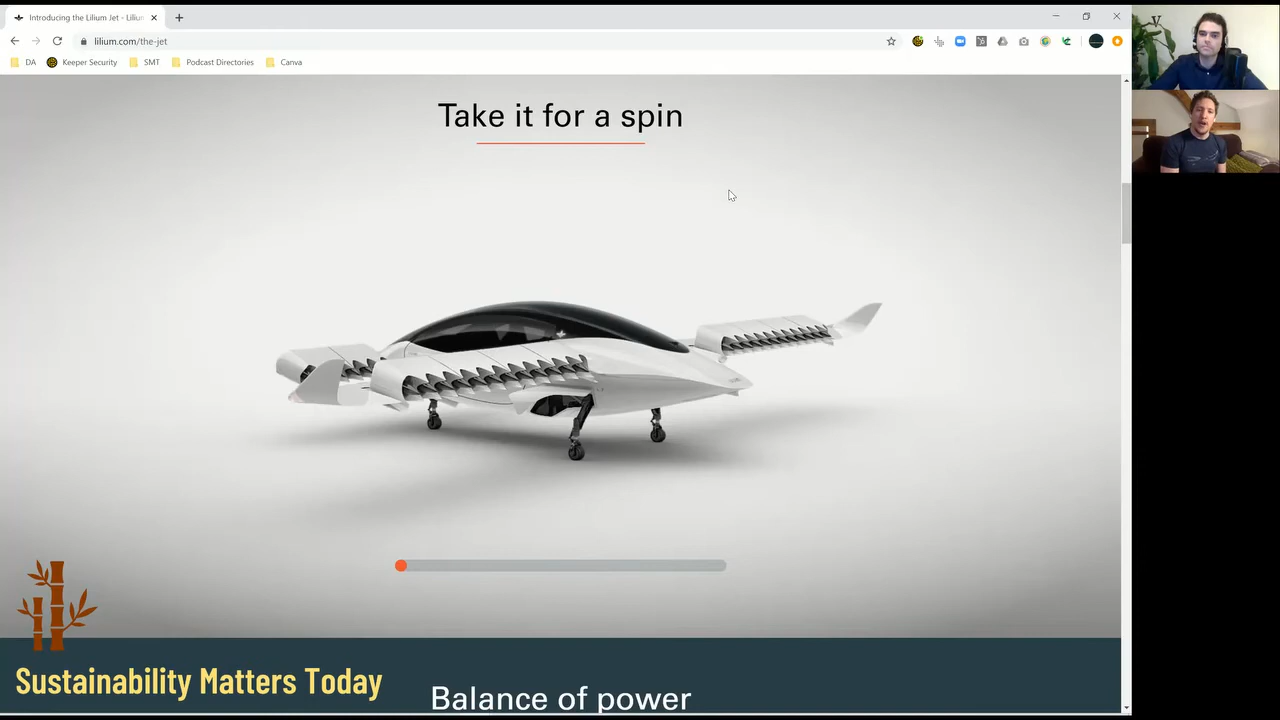 Introducing the Lilium Jet - Liliu
lilium.com/the-jet
DA
Keeper Security
SMT
Podcast Directories
Canva
Take it for a spin
Sustainability Matters Today
Balance of power